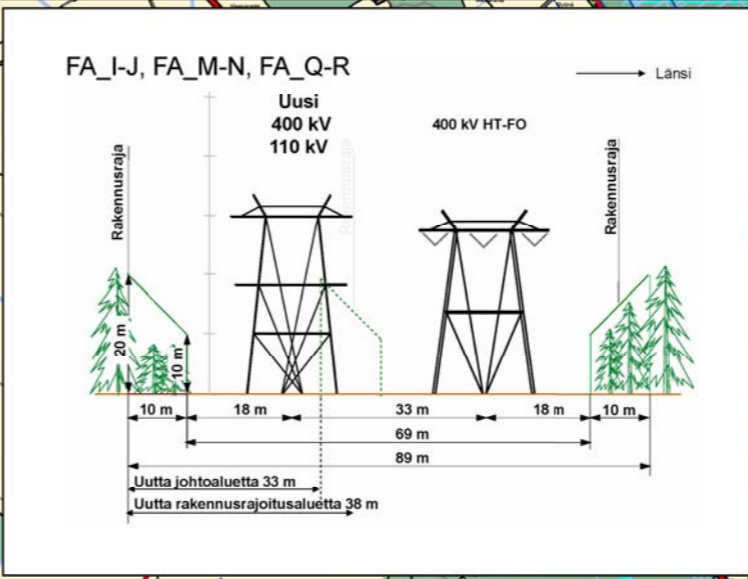 FA_I-J, FA_M-N, FA_Q-R
Länsi
Uusi
400 kV
110 kV
400 kV HT-FO
Rakennusraja
Rakennusraja
Rakennusraja
20 m
10 m
10 m
18 m
33 m
18 m
10 m
69 m
89 m
Uutta johtoaluetta 33 m
Uutta rakennusrajoitusaluetta 38 m